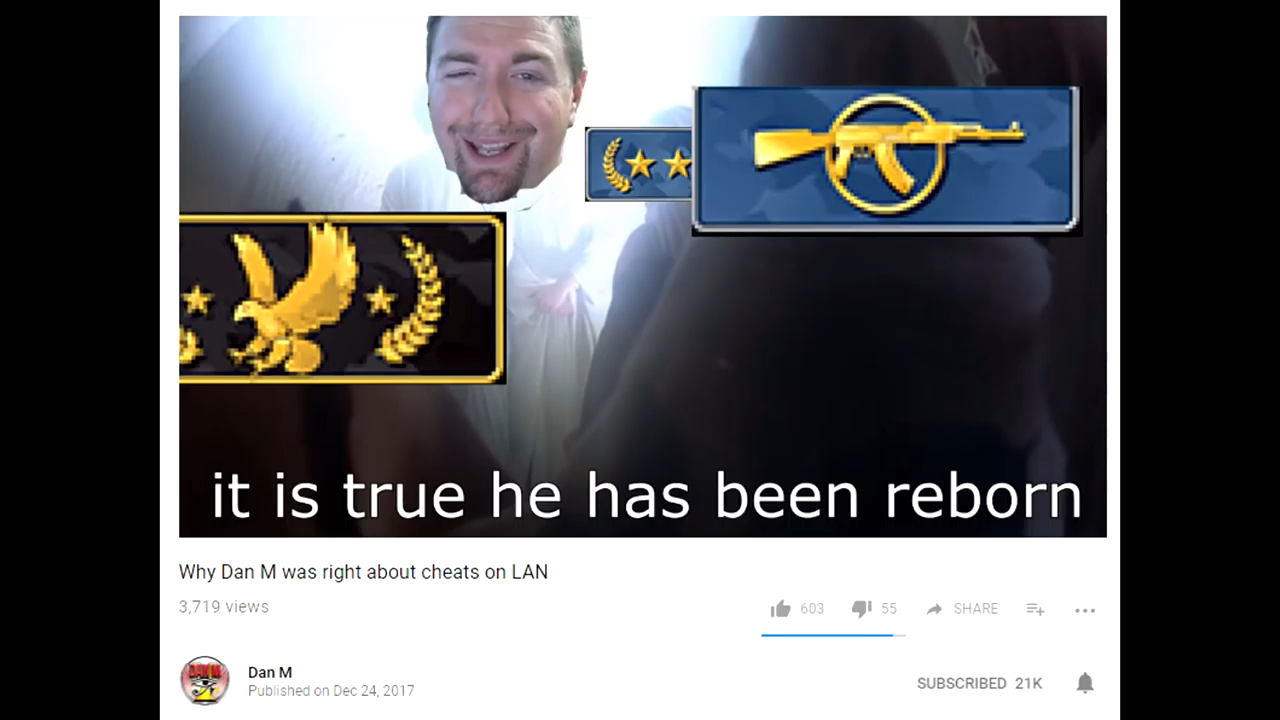 it is true he has been reborn
Why Dan M was right about cheats on LAN
3,719 views
603
55
SHARE
Dan M
Published on Dec 24, 2017
SUBSCRIBED 21K